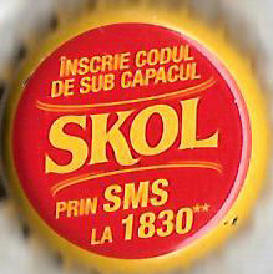 ÎNSCRIE CODUL
DE SUB CAPACUL
SKOL
PRIN SMS
LA 1830**